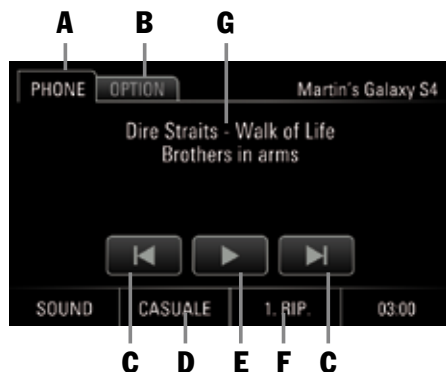 A B G
PHONE OPTION Martin's Galaxy S4
Dire Straits - Walk of Life
Brothers in arms
SOUND CASUALE 1. RIP. 03:00
C D E F C